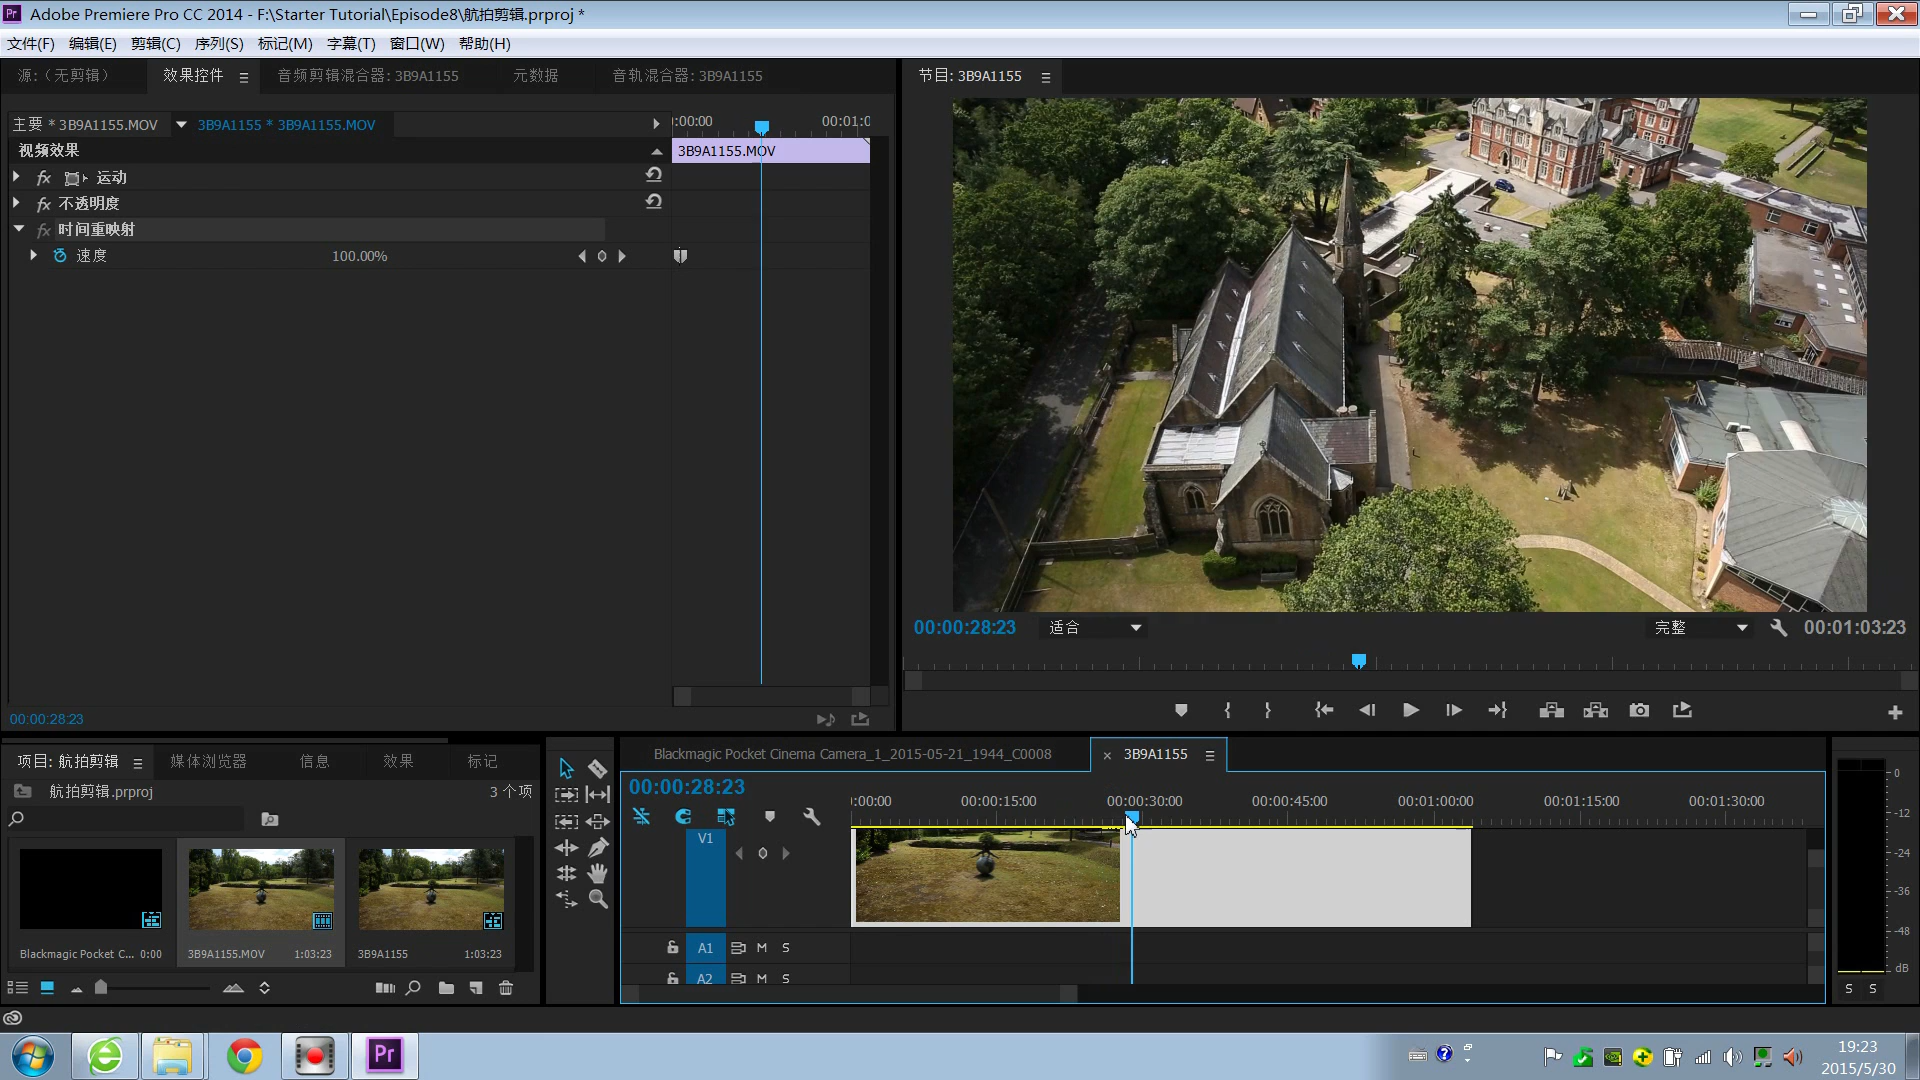 Adobe Premiere Pro CC 2014 - F:\Starter Tutorial\Episode8\航拍剪辑.prproj *
文件(F) 编辑(E) 剪辑(C) 序列(S) 标记(M) 字幕(T) 窗口(W) 帮助(H)
源:（无剪辑） 效果控件 音频剪辑混合器: 3B9A1155 元数据 音轨混合器: 3B9A1155
节目: 3B9A1155
主要 * 3B9A1155.MOV 3B9A1155 * 3B9A1155.MOV
:00:00 00:01:0
视频效果
3B9A1155.MOV
fx 运动
fx 不透明度
fx 时间重映射
速度 100.00%
00:00:28:23 适合 完整 00:01:03:23
00:00:28:23
项目: 航拍剪辑 媒体浏览器 信息 效果 标记
航拍剪辑.prproj 3 个项
Blackmagic Pocket C... 0:00
3B9A1155.MOV 1:03:23
3B9A1155 1:03:23
Blackmagic Pocket Cinema Camera_1_2015-05-21_1944_C0008 × 3B9A1155
00:00:28:23
:00:00 00:00:15:00 00:00:30:00 00:00:45:00 00:01:00:00 00:01:15:00 00:01:30:00
V1
A1 M S
A2 M S
0
-12
-24
-36
-48
dB
S S
Pr
19:23
2015/5/30